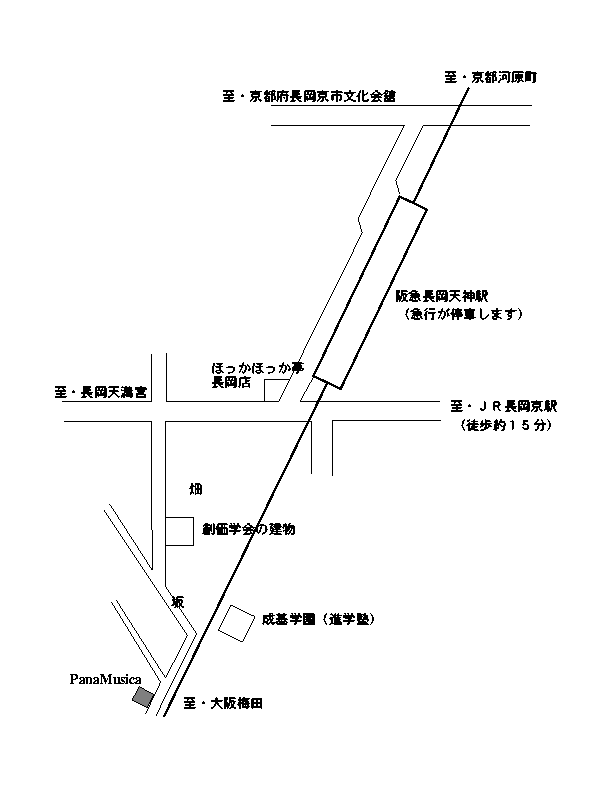 至・京都河原町
至・京都府長岡京市文化会舘
阪急長岡天神駅
（急行が停車します）
ほっかほっか亭
長岡店
至・長岡天満宮
至・ＪＲ長岡京駅
（徒歩約１５分）
畑
創価学会の建物
坂
成基学園（進学塾）
PanaMusica
至・大阪梅田